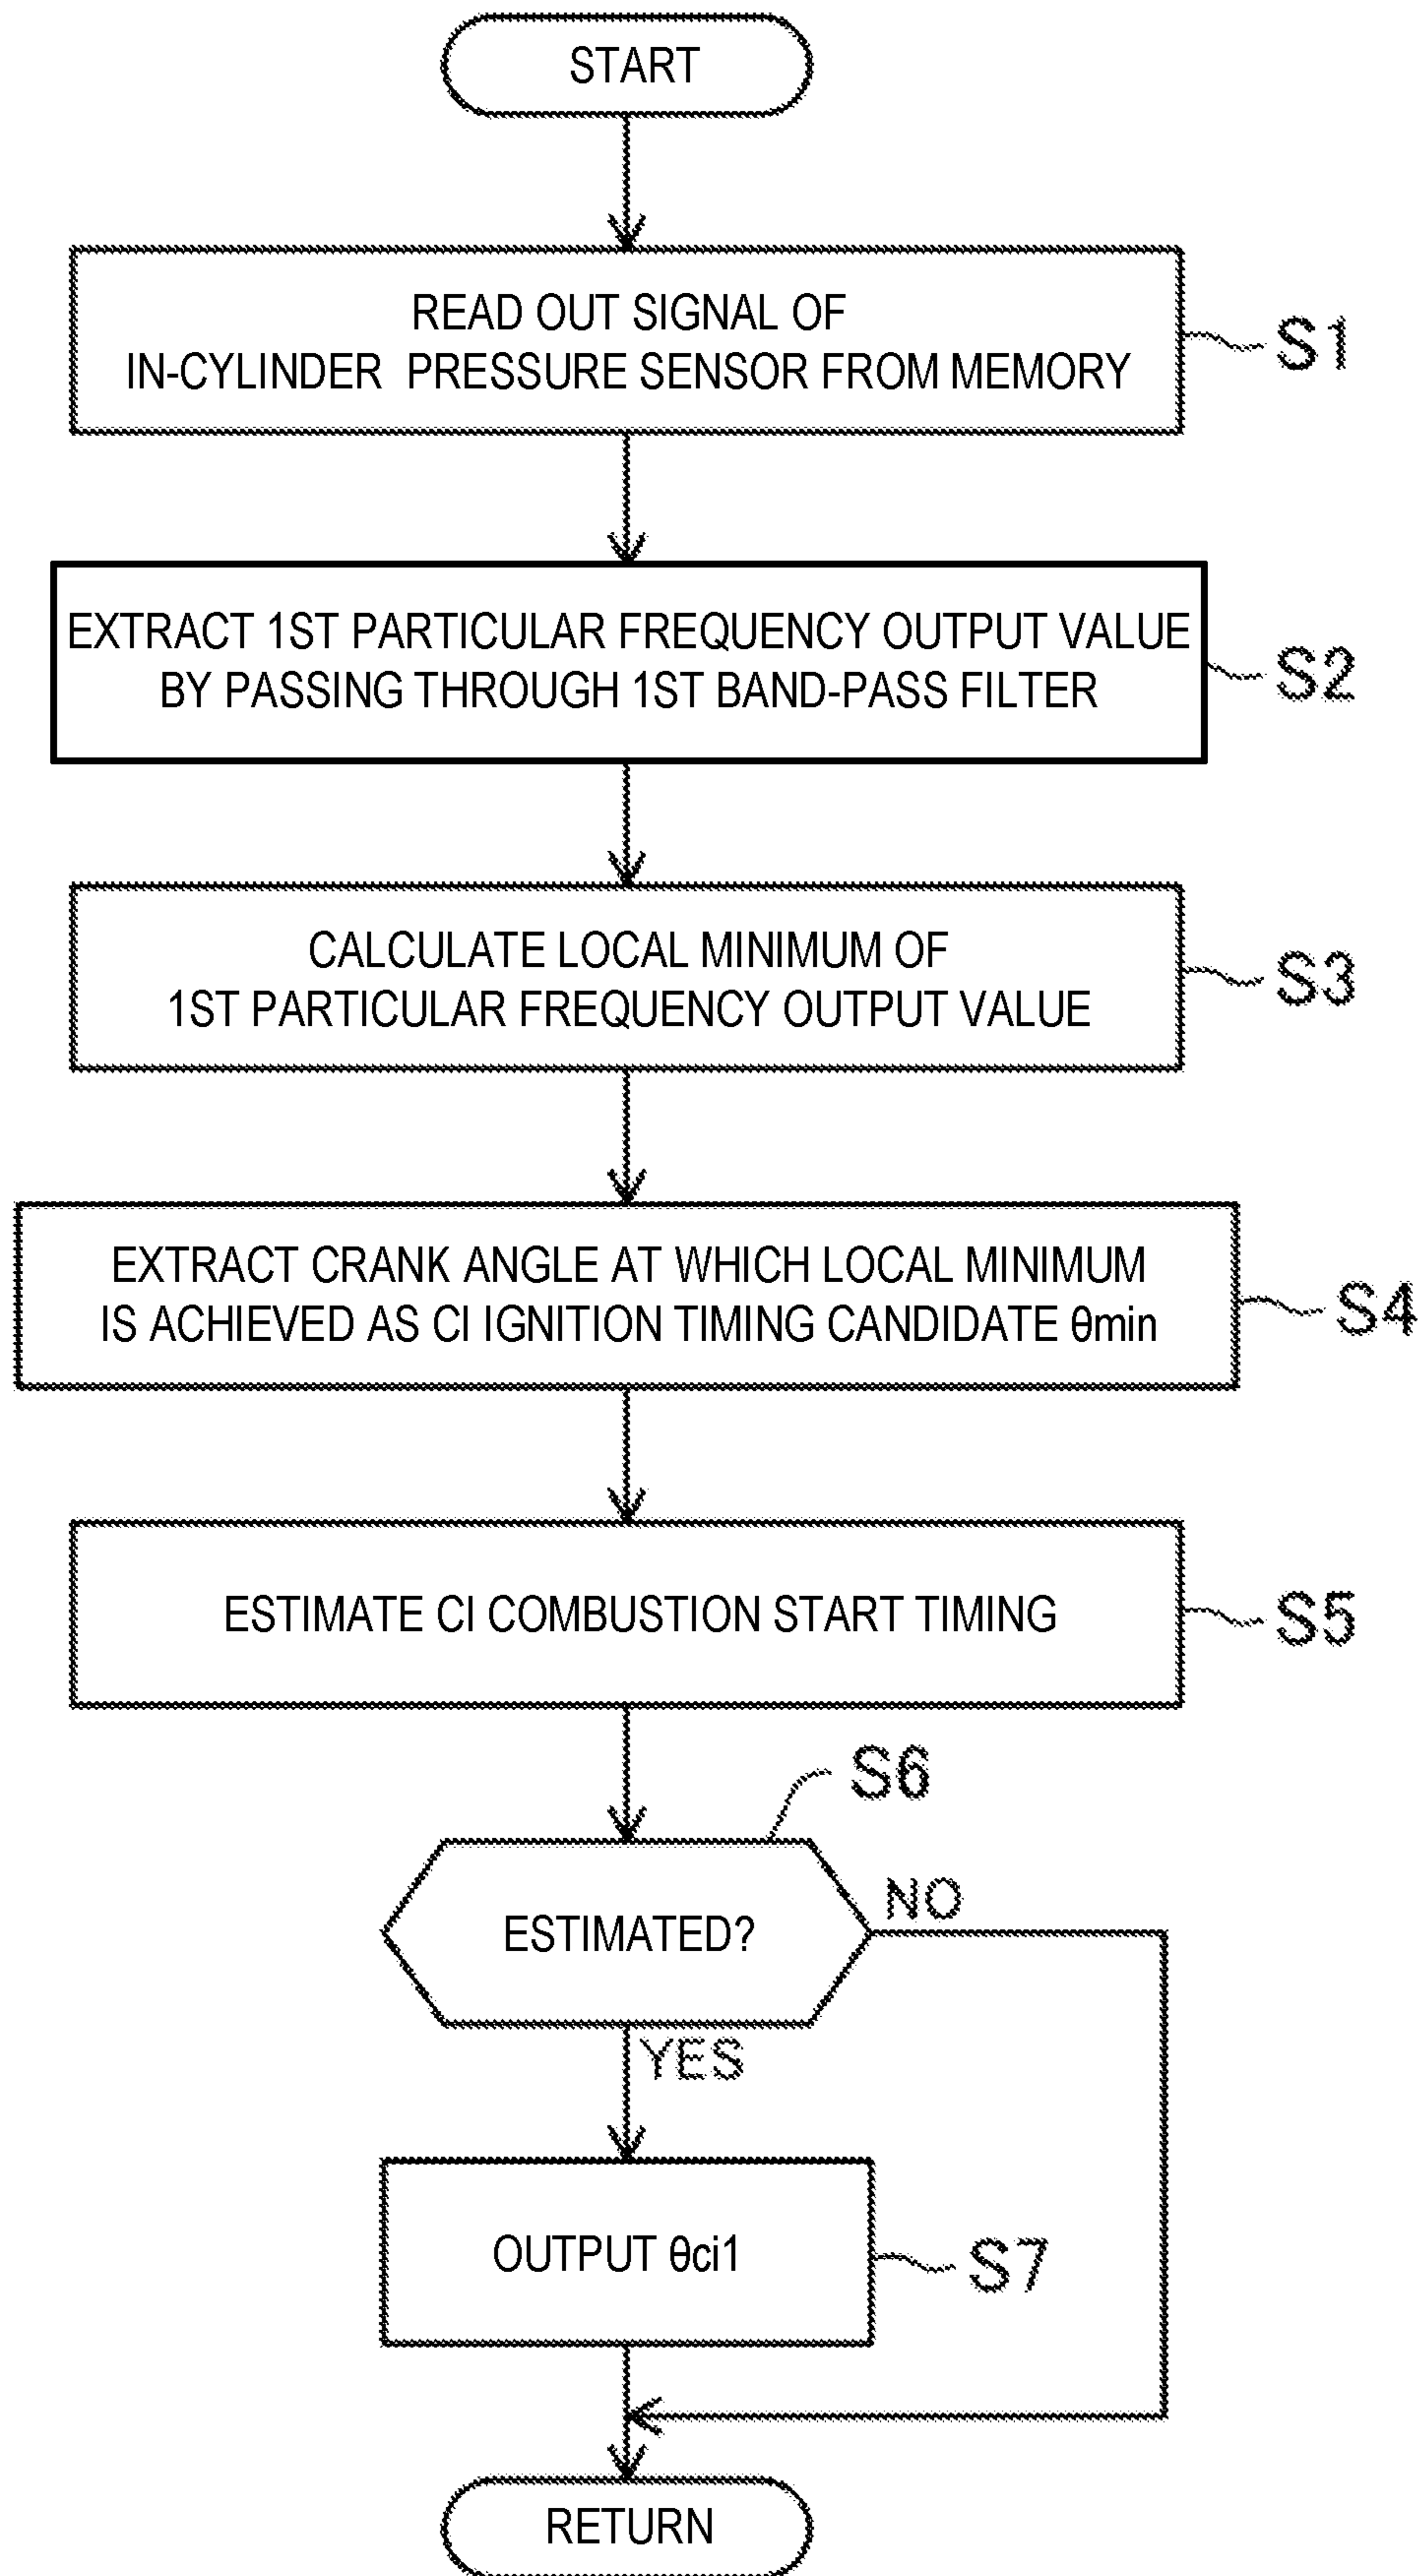 START
READ OUT SIGNAL OF
IN-CYLINDER PRESSURE SENSOR FROM MEMORY
S1
EXTRACT 1ST PARTICULAR FREQUENCY OUTPUT VALUE
BY PASSING THROUGH 1ST BAND-PASS FILTER
S2
CALCULATE LOCAL MINIMUM OF
1ST PARTICULAR FREQUENCY OUTPUT VALUE
S3
EXTRACT CRANK ANGLE AT WHICH LOCAL MINIMUM
IS ACHIEVED AS CI IGNITION TIMING CANDIDATE θmin
S4
ESTIMATE CI COMBUSTION START TIMING
S5
S6
ESTIMATED?
NO
YES
OUTPUT θci1
S7
RETURN